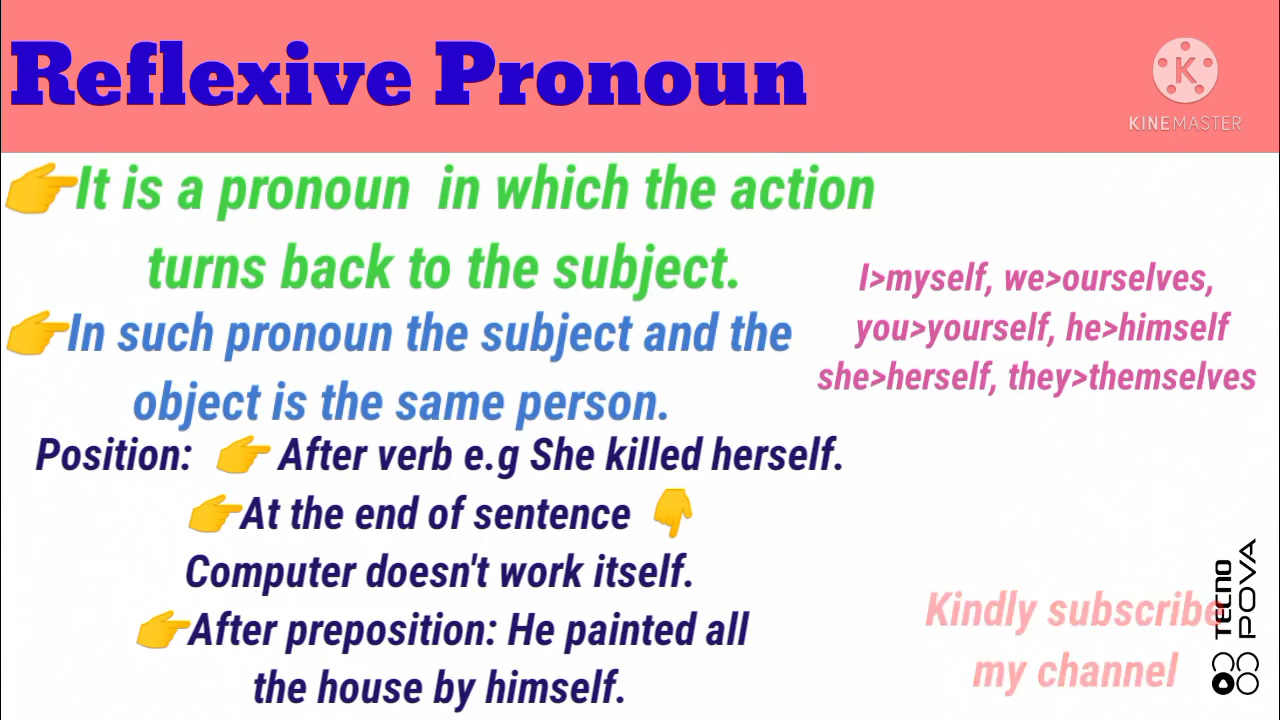 Reflexive Pronoun
KINEMASTER
👉It is a pronoun in which the action
turns back to the subject.
👉In such pronoun the subject and the
object is the same person.
I>myself, we>ourselves,
you>yourself, he>himself
she>herself, they>themselves
Position: 👉 After verb e.g She killed herself.
👉At the end of sentence 👇
Computer doesn't work itself.
👉After preposition: He painted all
the house by himself.
Kindly subscribe
my channel
TECNO
POVA